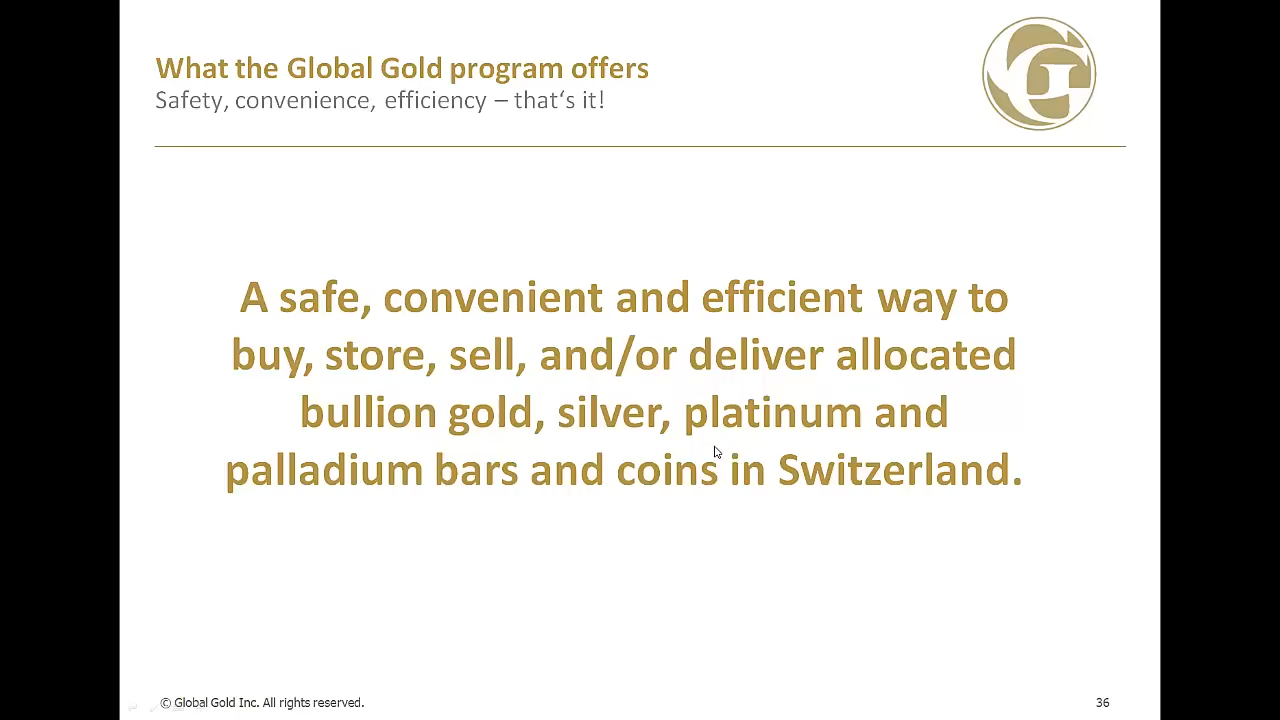 What the Global Gold program offers
Safety, convenience, efficiency – that‘s it!
A safe, convenient and efficient way to
buy, store, sell, and/or deliver allocated
bullion gold, silver, platinum and
palladium bars and coins in Switzerland.
© Global Gold Inc. All rights reserved.
36